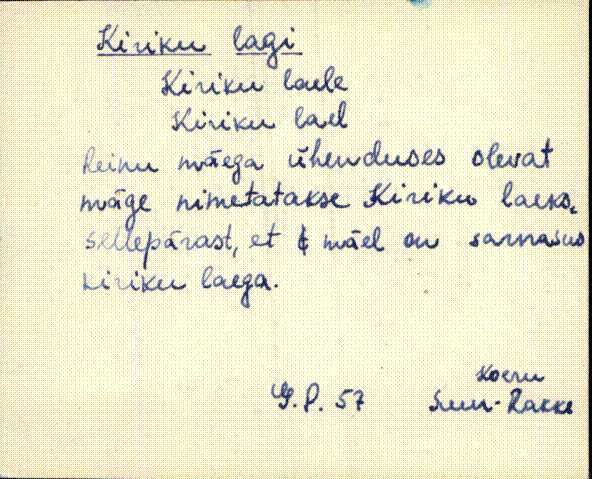 Kiriku lagi
Kiriku laele
Kiriku lael
Reinu mäega ühenduses olevat
mäge nimetatakse Kiriku laeks,
sellepärast, et mäel on sarnasus
kiriku laega.
Koeru
G. P. 57 Suur-Rakke